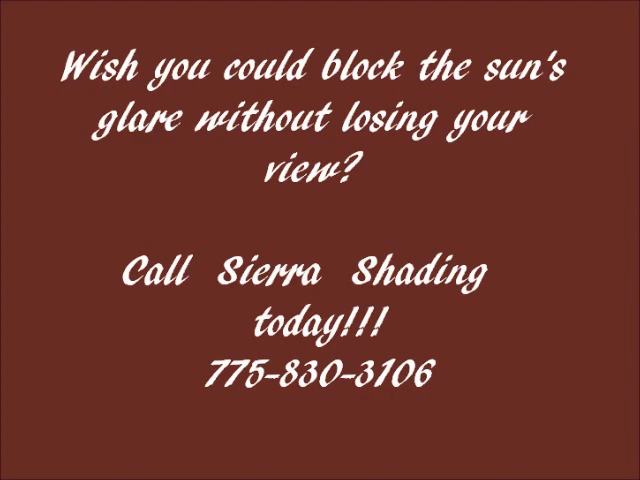 Wish you could block the sun's
glare without losing your
view?
Call Sierra Shading
today!!!
775-830-3106